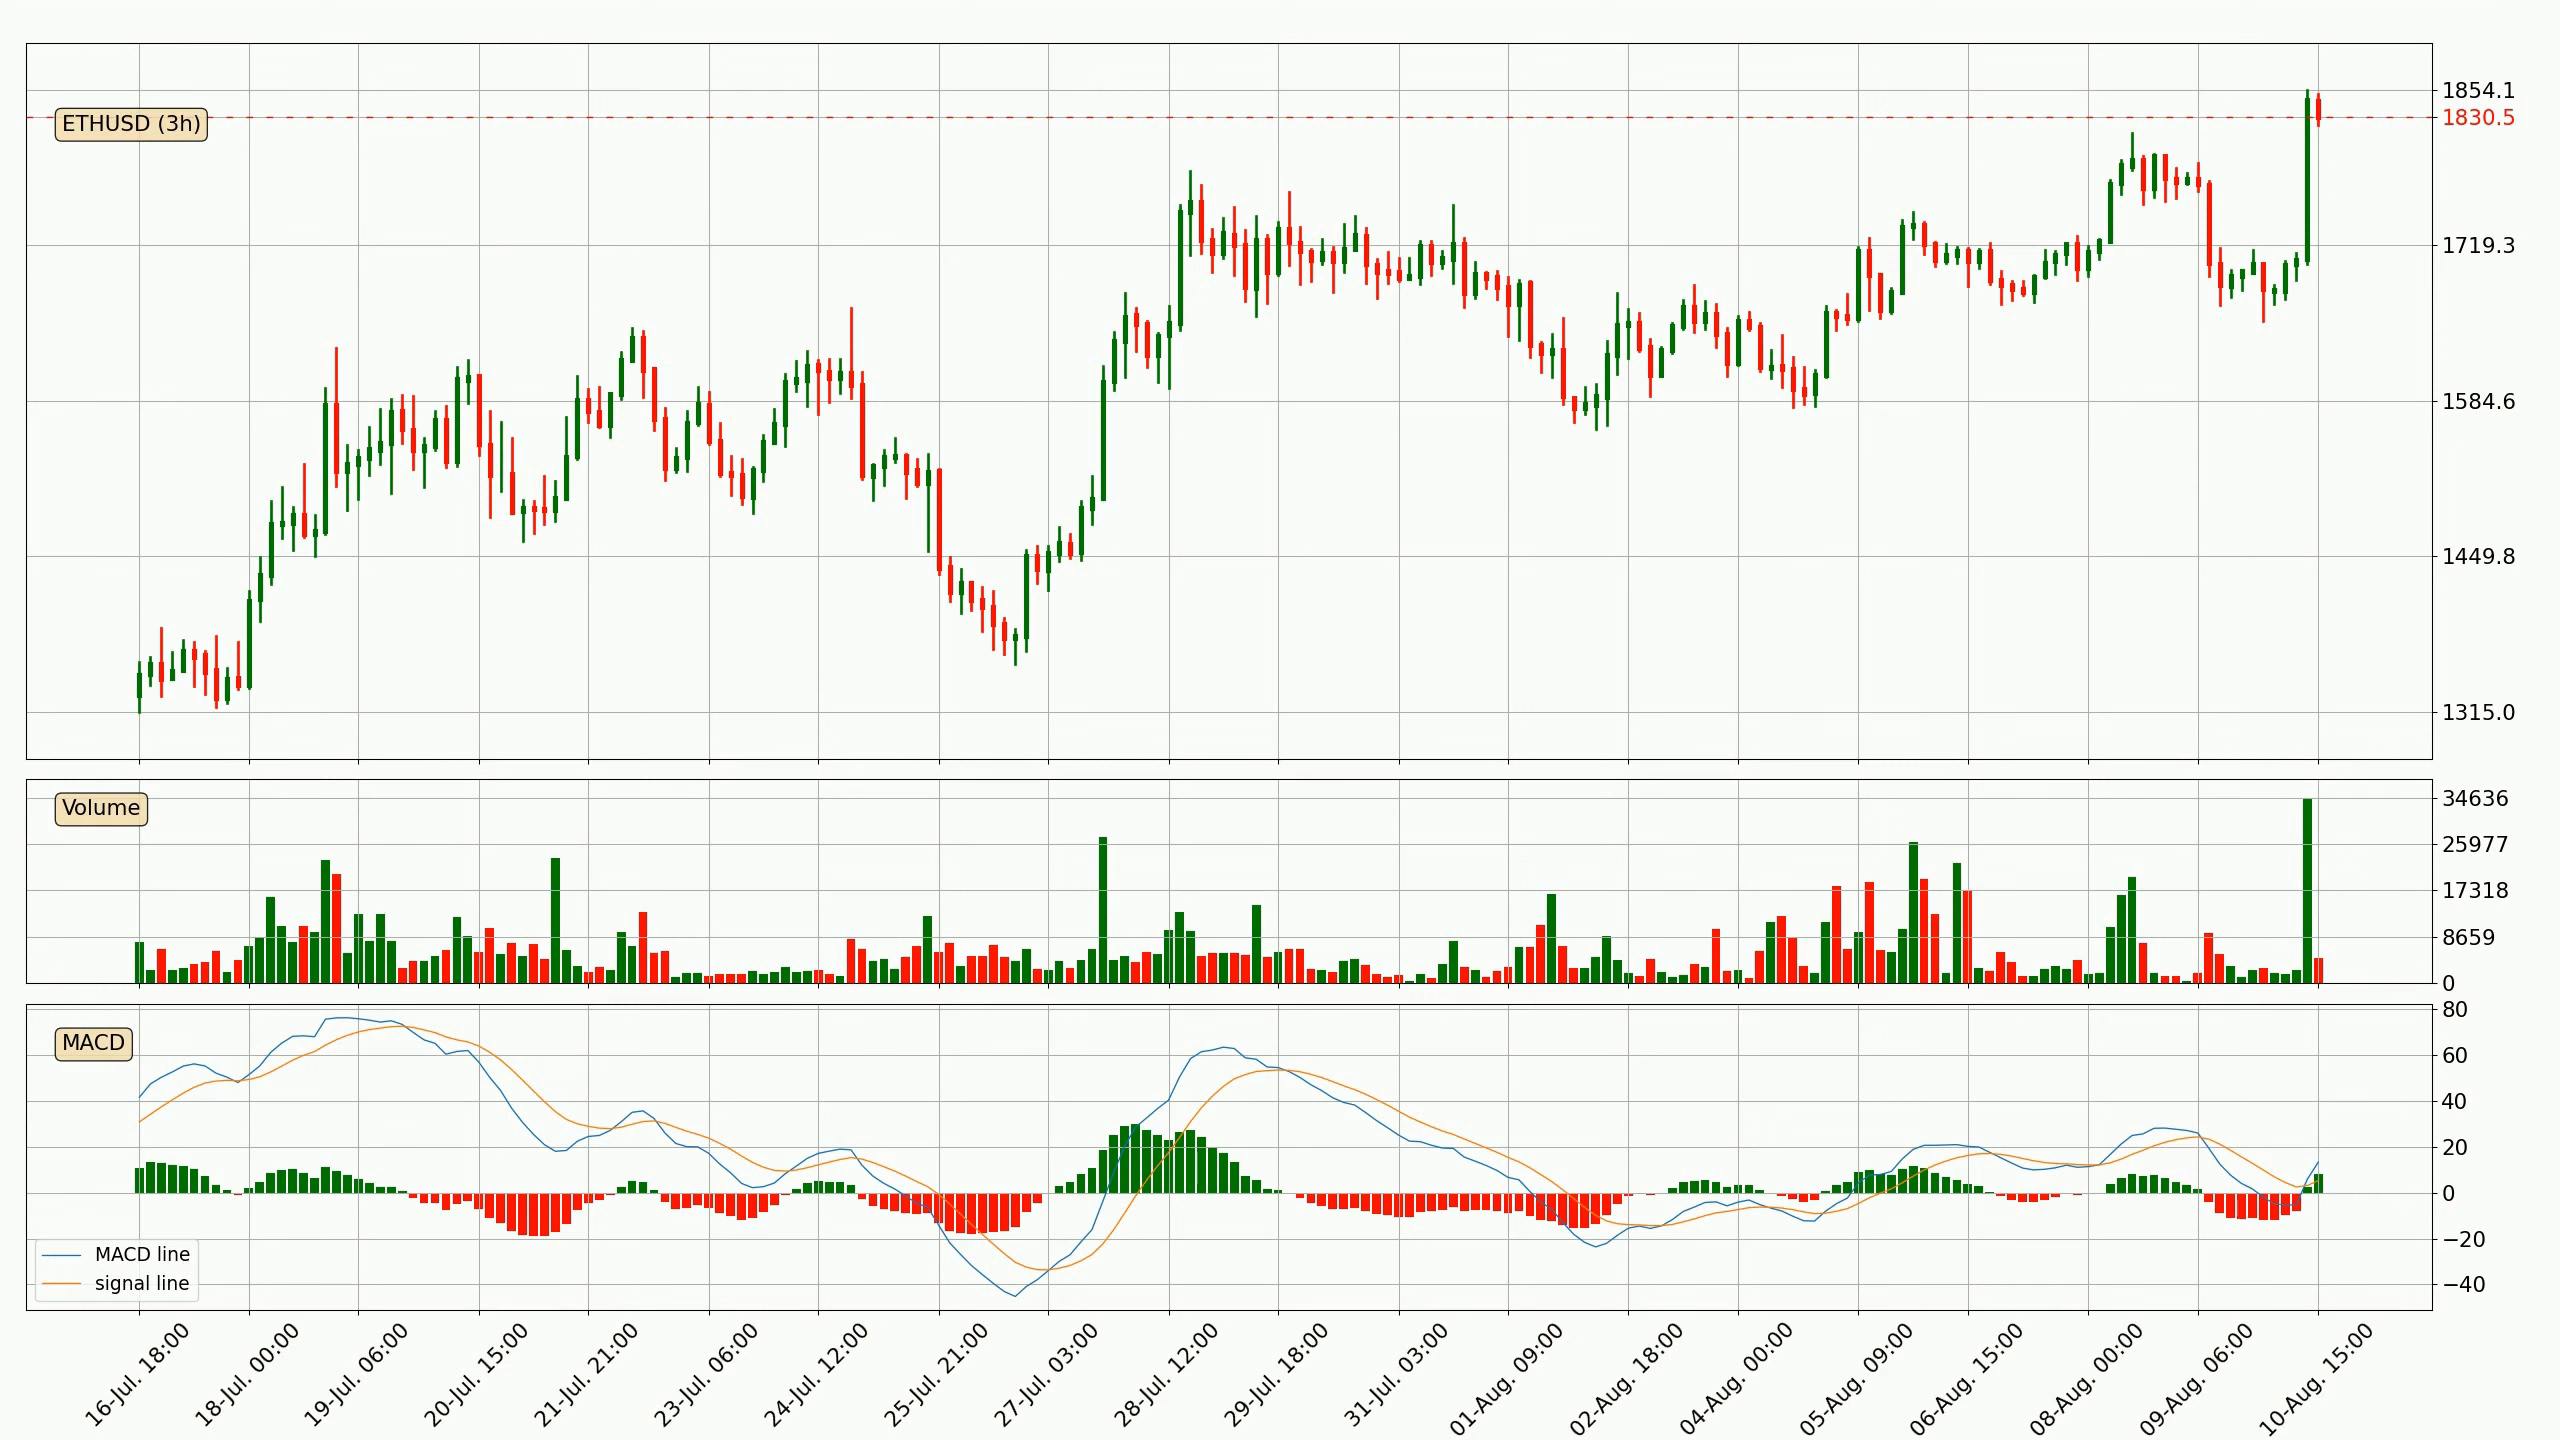 ETHUSD (3h)
1854.1
1830.5
1719.3
1584.6
1449.8
1315.0
Volume
34636
25977
17318
8659
0
MACD
80
60
40
20
0
−20
−40
MACD line
signal line
16-Jul. 18:00
18-Jul. 00:00
19-Jul. 06:00
20-Jul. 15:00
21-Jul. 21:00
23-Jul. 06:00
24-Jul. 12:00
25-Jul. 21:00
27-Jul. 03:00
28-Jul. 12:00
29-Jul. 18:00
31-Jul. 03:00
01-Aug. 09:00
02-Aug. 18:00
04-Aug. 00:00
05-Aug. 09:00
06-Aug. 15:00
08-Aug. 00:00
09-Aug. 06:00
10-Aug. 15:00